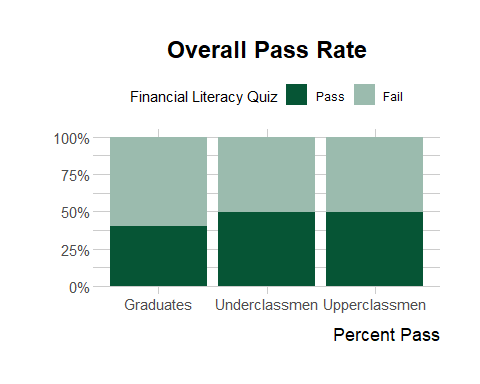 Overall Pass Rate
Financial Literacy Quiz Pass Fail
100%
75%
50%
25%
0%
Graduates Underclassmen Upperclassmen
Percent Pass